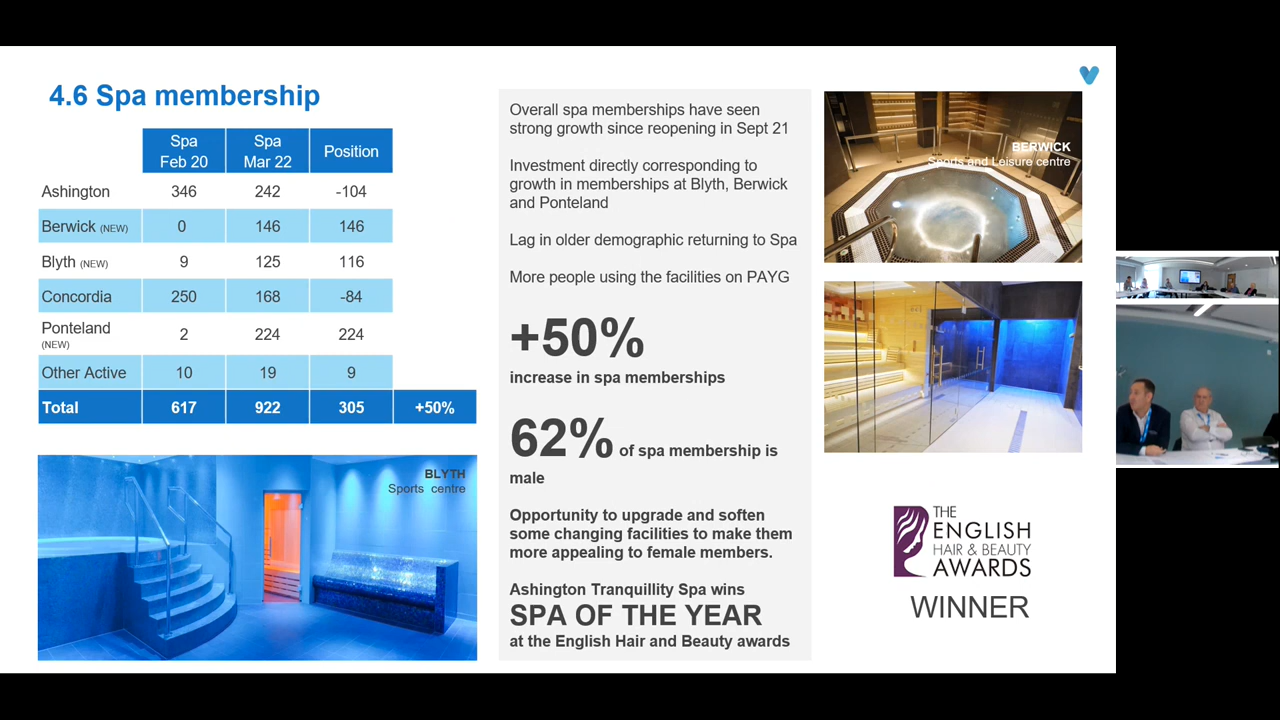 4.6 Spa membership
Spa Feb 20 Spa Mar 22 Position
Ashington 346 242 -104
Berwick (NEW) 0 146 146
Blyth (NEW) 9 125 116
Concordia 250 168 -84
Ponteland (NEW) 2 224 224
Other Active 10 19 9
Total 617 922 305 +50%
BLYTH
Sports centre
Overall spa memberships have seen
strong growth since reopening in Sept 21
Investment directly corresponding to
growth in memberships at Blyth, Berwick
and Ponteland
Lag in older demographic returning to Spa
More people using the facilities on PAYG
+50%
increase in spa memberships
62% of spa membership is
male
Opportunity to upgrade and soften
some changing facilities to make them
more appealing to female members.
Ashington Tranquillity Spa wins
SPA OF THE YEAR
at the English Hair and Beauty awards
BERWICK
Sports and Leisure centre
THE
ENGLISH
HAIR & BEAUTY
AWARDS
WINNER